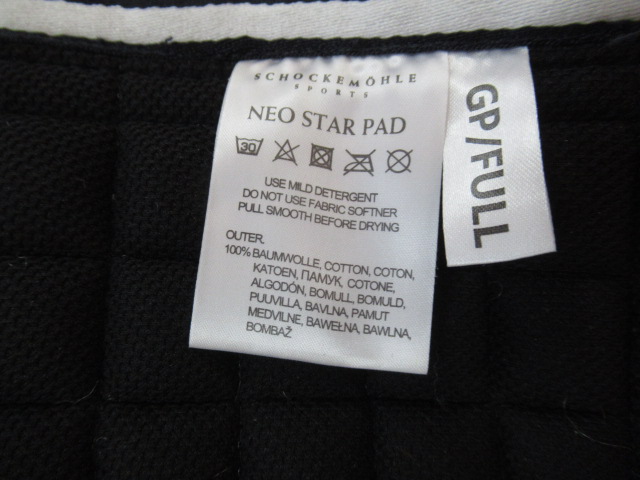 SCHOCKEMÖHLE
SPORTS
NEO STAR PAD
30
USE MILD DETERGENT
DO NOT USE FABRIC SOFTNER
PULL SMOOTH BEFORE DRYING
OUTER.
100% BAUMWOLLE, COTTON, COTON,
KATOEN, ПАМУК, COTONE,
ALGODÓN, BOMULL, BOMULD,
PUUVILLA, BAVLNA, PAMUT
MEDVILNE, BAWEŁNA, BAWLNA,
BOMBAŽ
GP/FULL